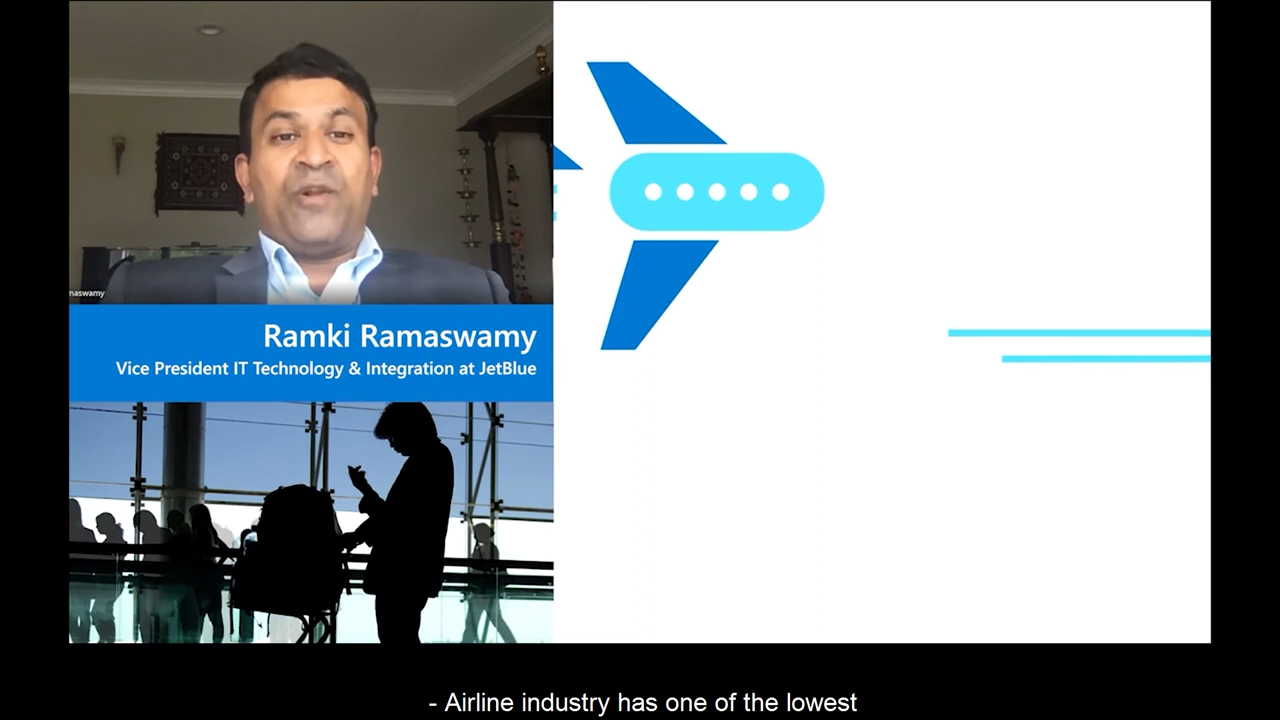 maswamy
Ramki Ramaswamy
Vice President IT Technology & Integration at JetBlue
- Airline industry has one of the lowest